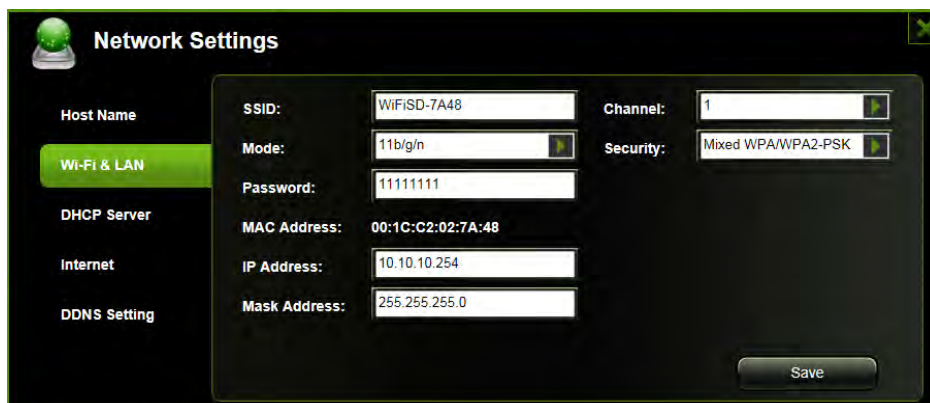 Network Settings
Host Name
Wi-Fi & LAN
DHCP Server
Internet
DDNS Setting
SSID: WiFiSD-7A48 Channel: 1
Mode: 11b/g/n Security: Mixed WPA/WPA2-PSK
Password: 11111111
MAC Address: 00:1C:C2:02:7A:48
IP Address: 10.10.10.254
Mask Address: 255.255.255.0
Save